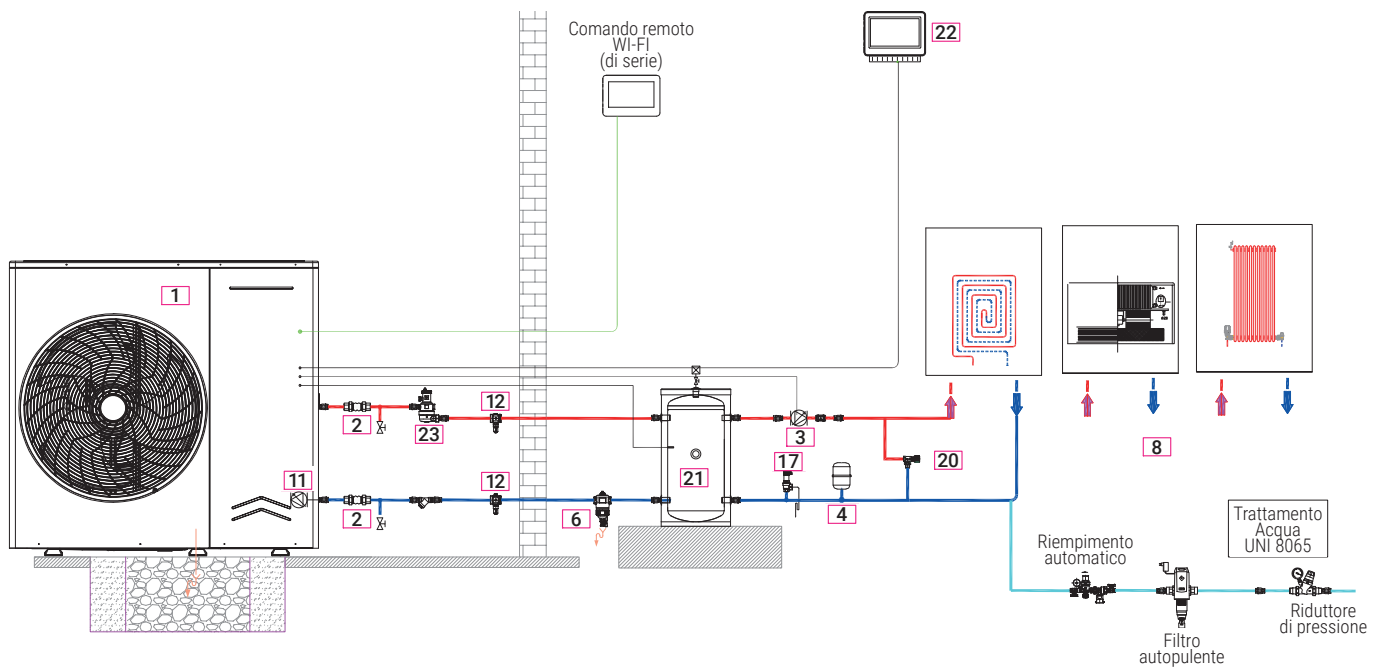 Comando remoto
WI-FI
(di serie)
22
1
12
2
23
3
20
8
11
17
21
12
2
6
4
Trattamento
Acqua
UNI 8065
Riempimento
automatico
Riduttore
di pressione
Filtro
autopulente